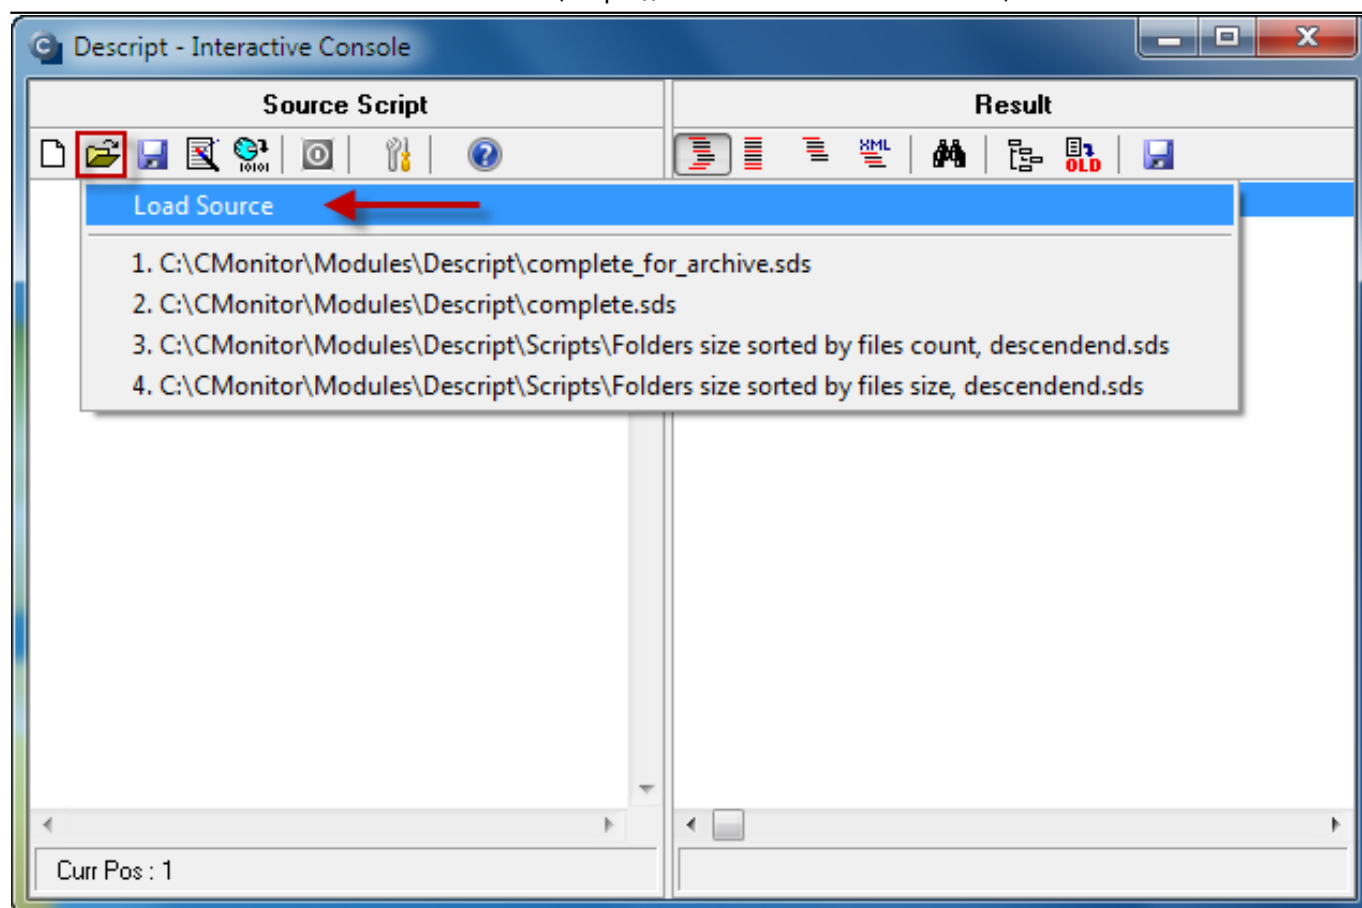 Descript - Interactive Console
Source Script
Result
10101
XML
OLD
Load Source
1. C:\CMonitor\Modules\Descript\complete_for_archive.sds
2. C:\CMonitor\Modules\Descript\complete.sds
3. C:\CMonitor\Modules\Descript\Scripts\Folders size sorted by files count, descendend.sds
4. C:\CMonitor\Modules\Descript\Scripts\Folders size sorted by files size, descendend.sds
Curr Pos : 1